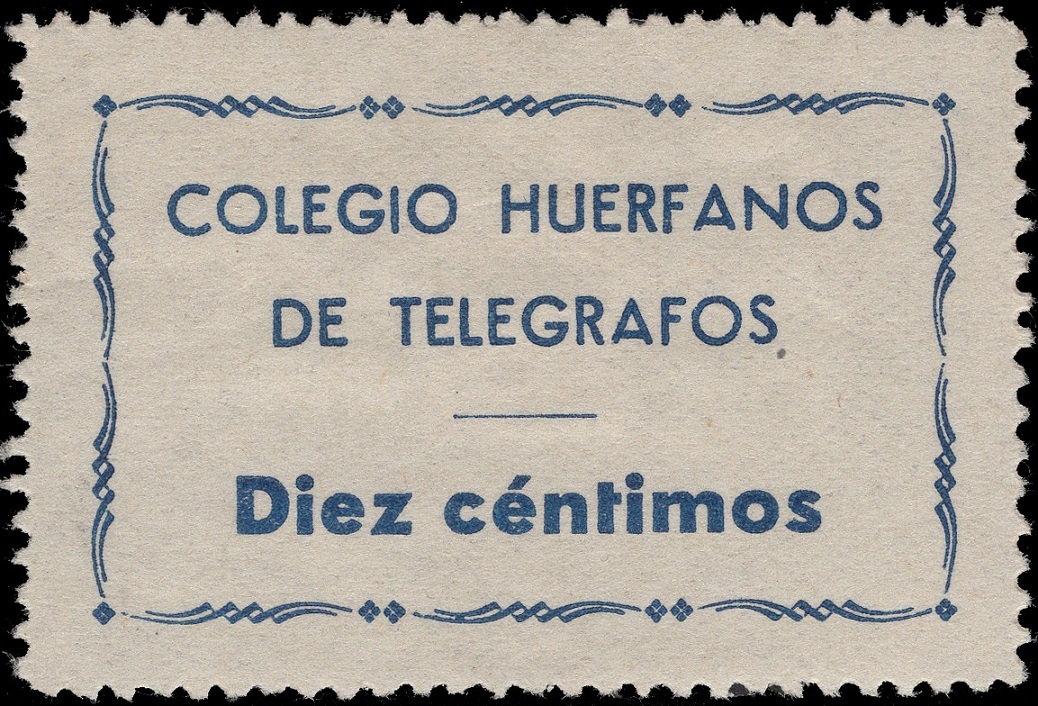 COLEGIO HUERFANOS
DE TELEGRAFOS
Diez céntimos